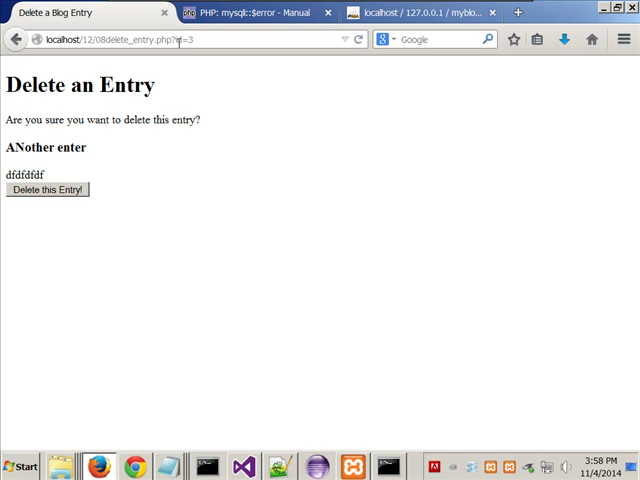 Delete a Blog Entry
PHP: mysqli::$error - Manual
localhost / 127.0.0.1 / myblo...
localhost/12/08delete_entry.php?id=3
Google
Delete an Entry
Are you sure you want to delete this entry?
ANother enter
dfdfdfdf
Delete this Entry!
Start
3:58 PM
11/4/2014